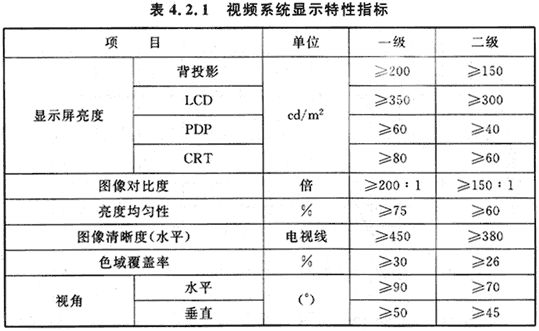 表 4.2.1 视频系统显示特性指标
项 目 单位 一级 二级
显示屏亮度 背投影 cd/m² ≥200 ≥150
LCD ≥350 ≥300
PDP ≥60 ≥40
CRT ≥80 ≥60
图像对比度 倍 ≥200∶1 ≥150∶1
亮度均匀性 % ≥75 ≥60
图像清晰度(水平) 电视线 ≥450 ≥380
色域覆盖率 % ≥30 ≥26
视角 水平 (°) ≥90 ≥70
垂直 ≥50 ≥45